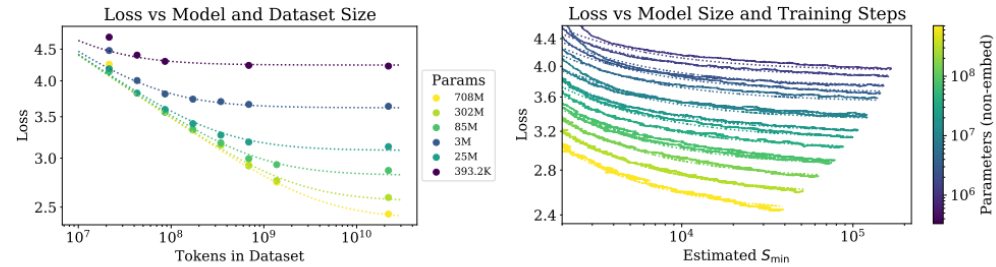 Loss vs Model and Dataset Size
4.5
4.0
3.5
3.0
2.5
Loss
10^7
10^8
10^9
10^10
Tokens in Dataset
Params
708M
302M
85M
3M
25M
393.2K
Loss vs Model Size and Training Steps
4.4
4.0
3.6
3.2
2.8
2.4
Loss
10^4
10^5
Estimated S_min
10^8
10^7
10^6
Parameters (non-embed)